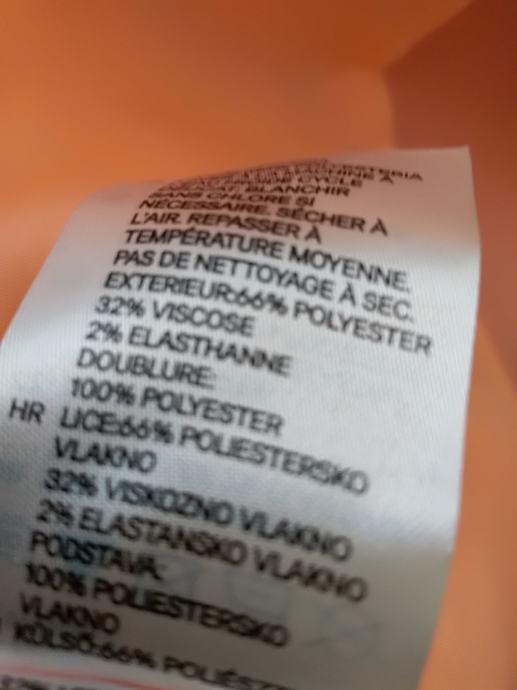 CYCLE
BLANCHIR
SANS CHLORE SI
NÉCESSAIRE. SÉCHER À
L'AIR. REPASSER À
TEMPÉRATURE MOYENNE.
PAS DE NETTOYAGE À SEC.
EXTERIEUR:66% POLYESTER
32% VISCOSE
2% ELASTHANNE
DOUBLURE:
100% POLYESTER
HR LICE:66% POLIESTERSKO
VLAKNO
32% VISKOZNO VLAKNO
2% ELASTANSKO VLAKNO
PODSTAVA:
100% POLIESTERSKO
VLAKNO
KÜLSŐ:66%